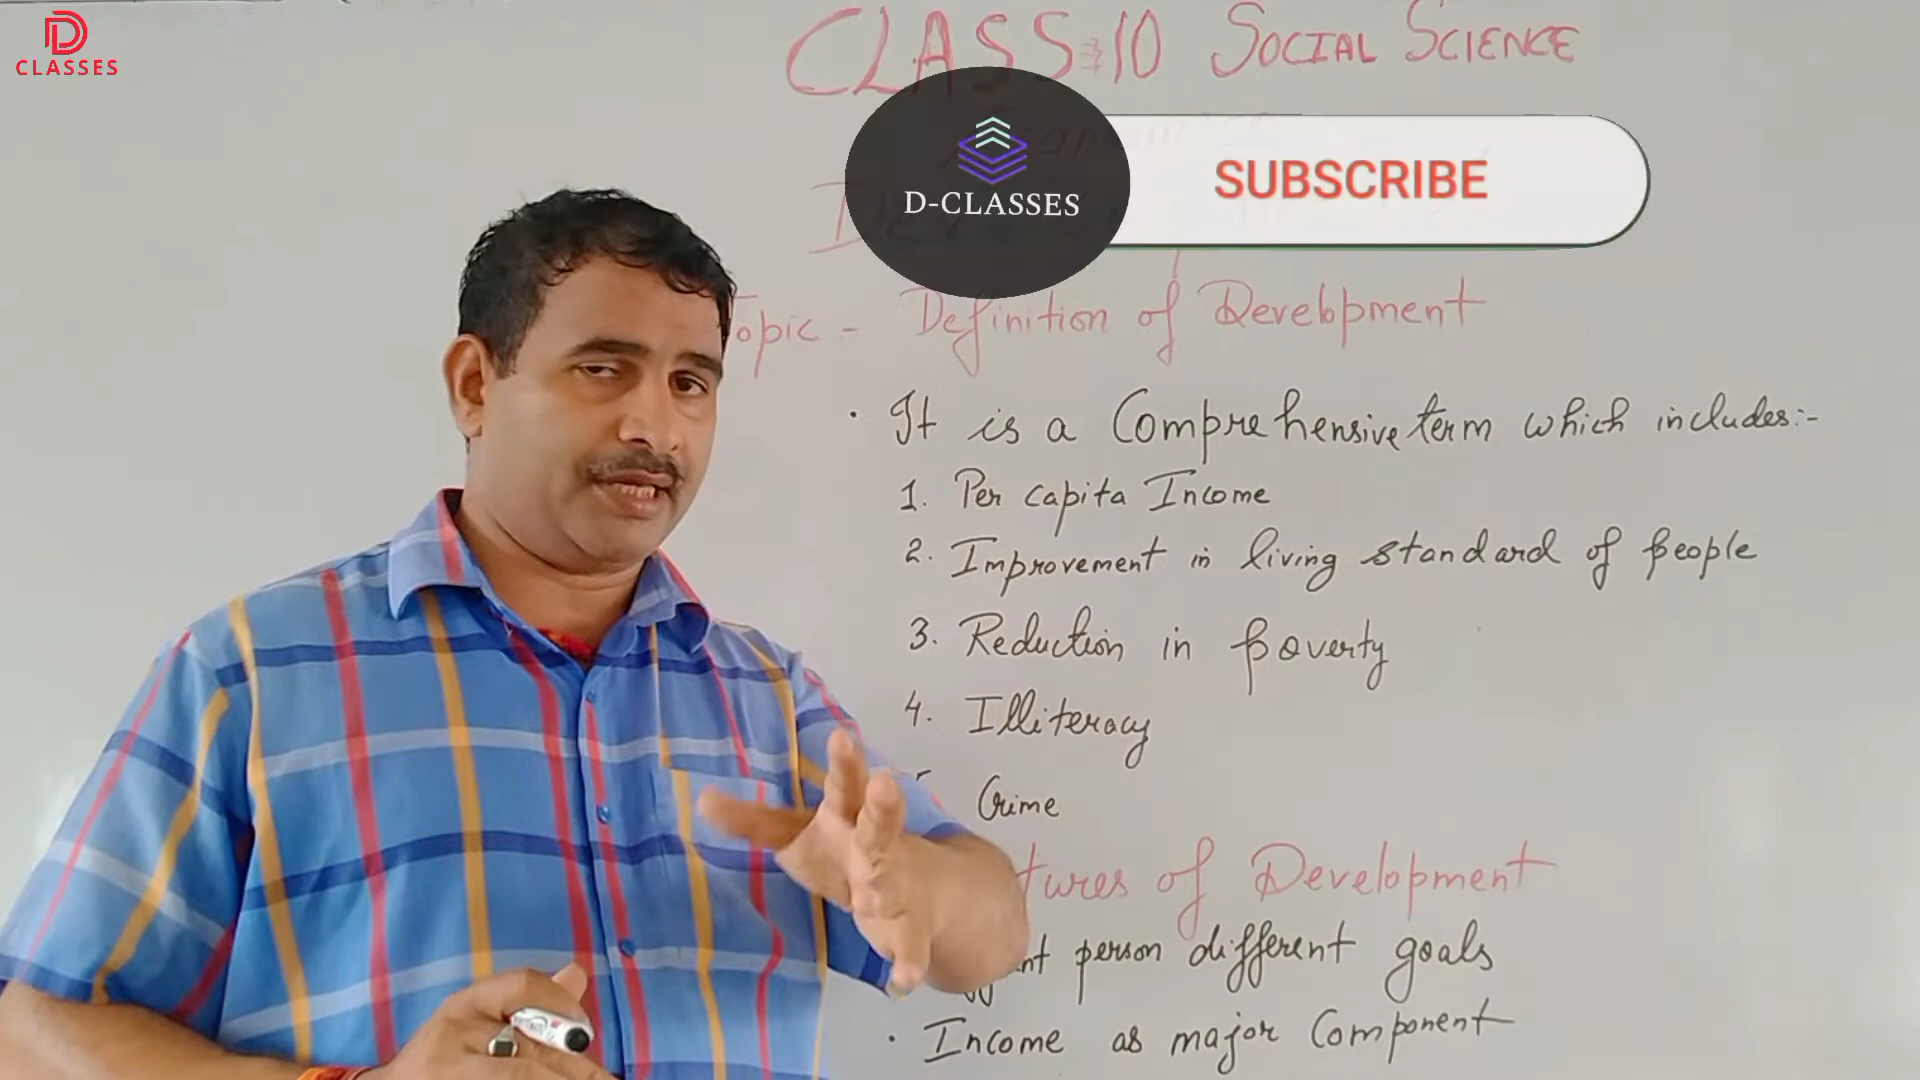 D
CLASSES
CLASS 10 SOCIAL SCIENCE
D-CLASSES
SUBSCRIBE
Topic - Definition of Development
• It is a Comprehensive term which includes:-
1. Per capita Income
2. Improvement in living standard of people
3. Reduction in poverty
4. Illiteracy
Crime
of Development
person different goals
• Income as major Component